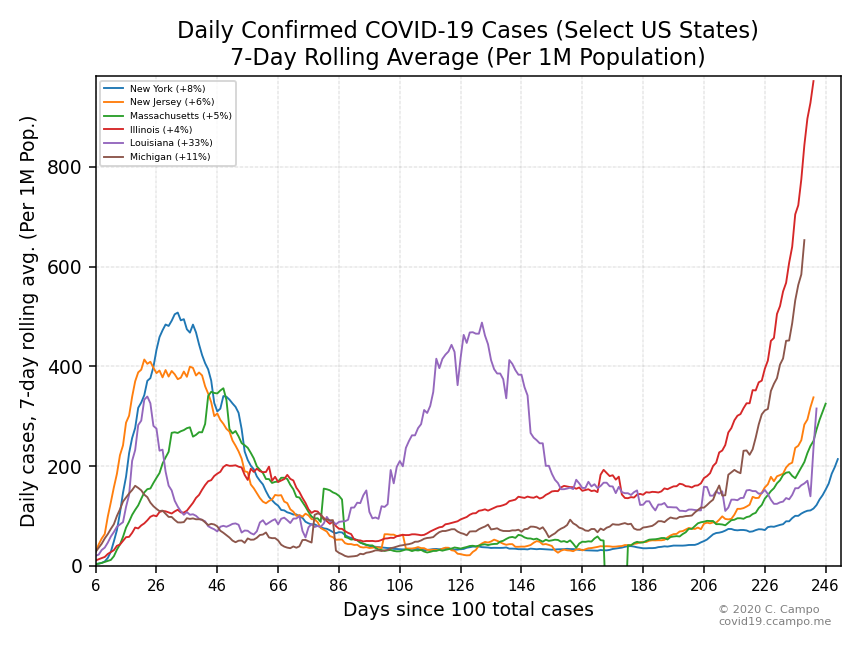 Daily Confirmed COVID-19 Cases (Select US States)
7-Day Rolling Average (Per 1M Population)
New York (+8%)
New Jersey (+6%)
Massachusetts (+5%)
Illinois (+4%)
Louisiana (+33%)
Michigan (+11%)
Daily cases, 7-day rolling avg. (Per 1M Pop.)
800
600
400
200
0
6 26 46 66 86 106 126 146 166 186 206 226 246
Days since 100 total cases
© 2020 C. Campo
covid19.ccampo.me